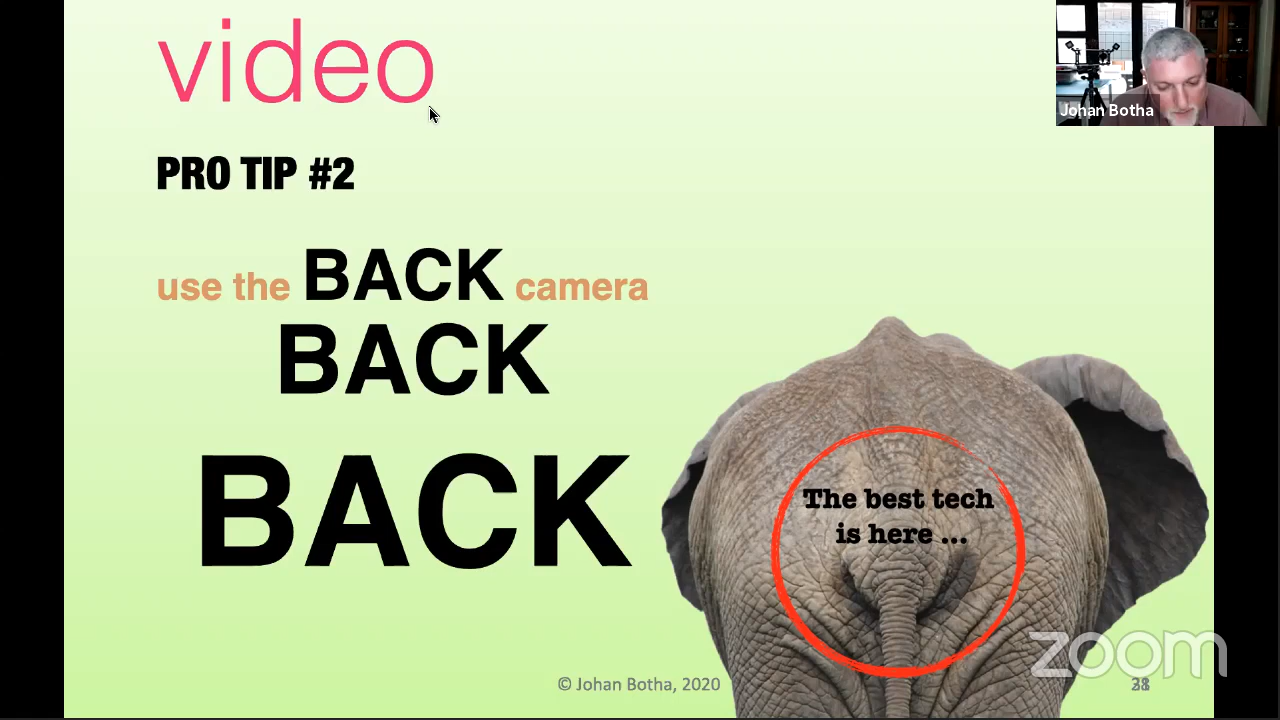 video
Johan Botha
PRO TIP #2
use the BACK camera
BACK
BACK
The best tech
is here ...
zoom
© Johan Botha, 2020